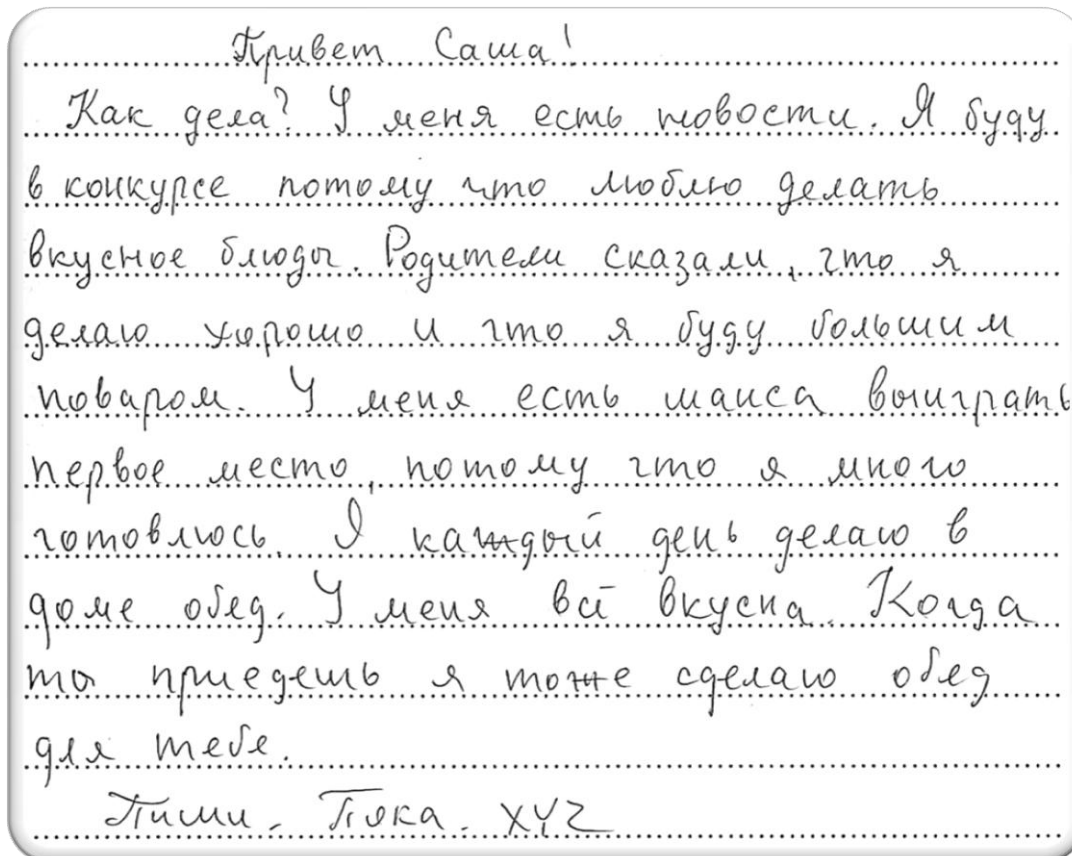 Привет Саша!
Как дела? У меня есть новости. Я буду
в конкурсе потому что люблю делать
вкусное блюды. Родители сказали, что я
делаю хорошо и что я буду большим
поваром. У меня есть шанса выиграть
первое место, потому что я много
готовлюсь. Я каждый день делаю в
доме обед. У меня всё вкусна. Когда
ты приедешь я тоже сделаю обед
для тебе.
Пиши. Пока. XYZ